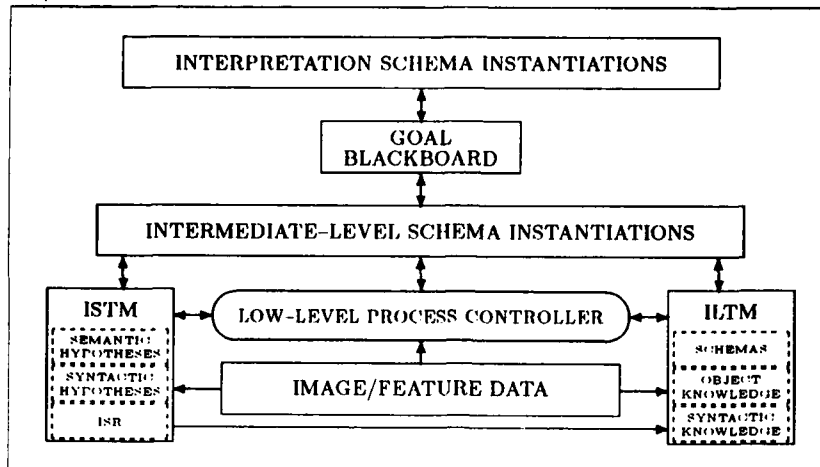 INTERPRETATION SCHEMA INSTANTIATIONS
GOAL
BLACKBOARD
INTERMEDIATE-LEVEL SCHEMA INSTANTIATIONS
ISTM
SEMANTIC
HYPOTHESES
SYNTACTIC
HYPOTHESES
ISR
LOW-LEVEL PROCESS CONTROLLER
IMAGE/FEATURE DATA
ILTM
SCHEMAS
OBJECT
KNOWLEDGE
SYNTACTIC
KNOWLEDGE